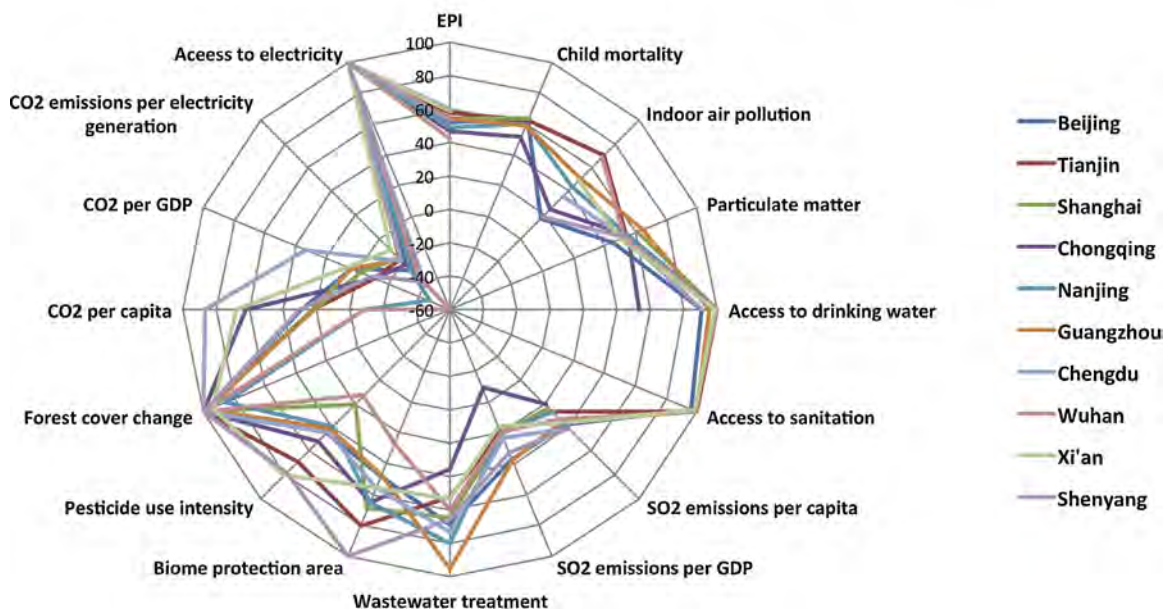 EPI
100
80
60
40
20
0
-20
-40
-60
Child mortality
Indoor air pollution
Particulate matter
Access to drinking water
Access to sanitation
SO2 emissions per capita
SO2 emissions per GDP
Wastewater treatment
Biome protection area
Pesticide use intensity
Forest cover change
CO2 per capita
CO2 per GDP
CO2 emissions per electricity
generation
Aceess to electricity
Beijing
Tianjin
Shanghai
Chongqing
Nanjing
Guangzhou
Chengdu
Wuhan
Xi'an
Shenyang